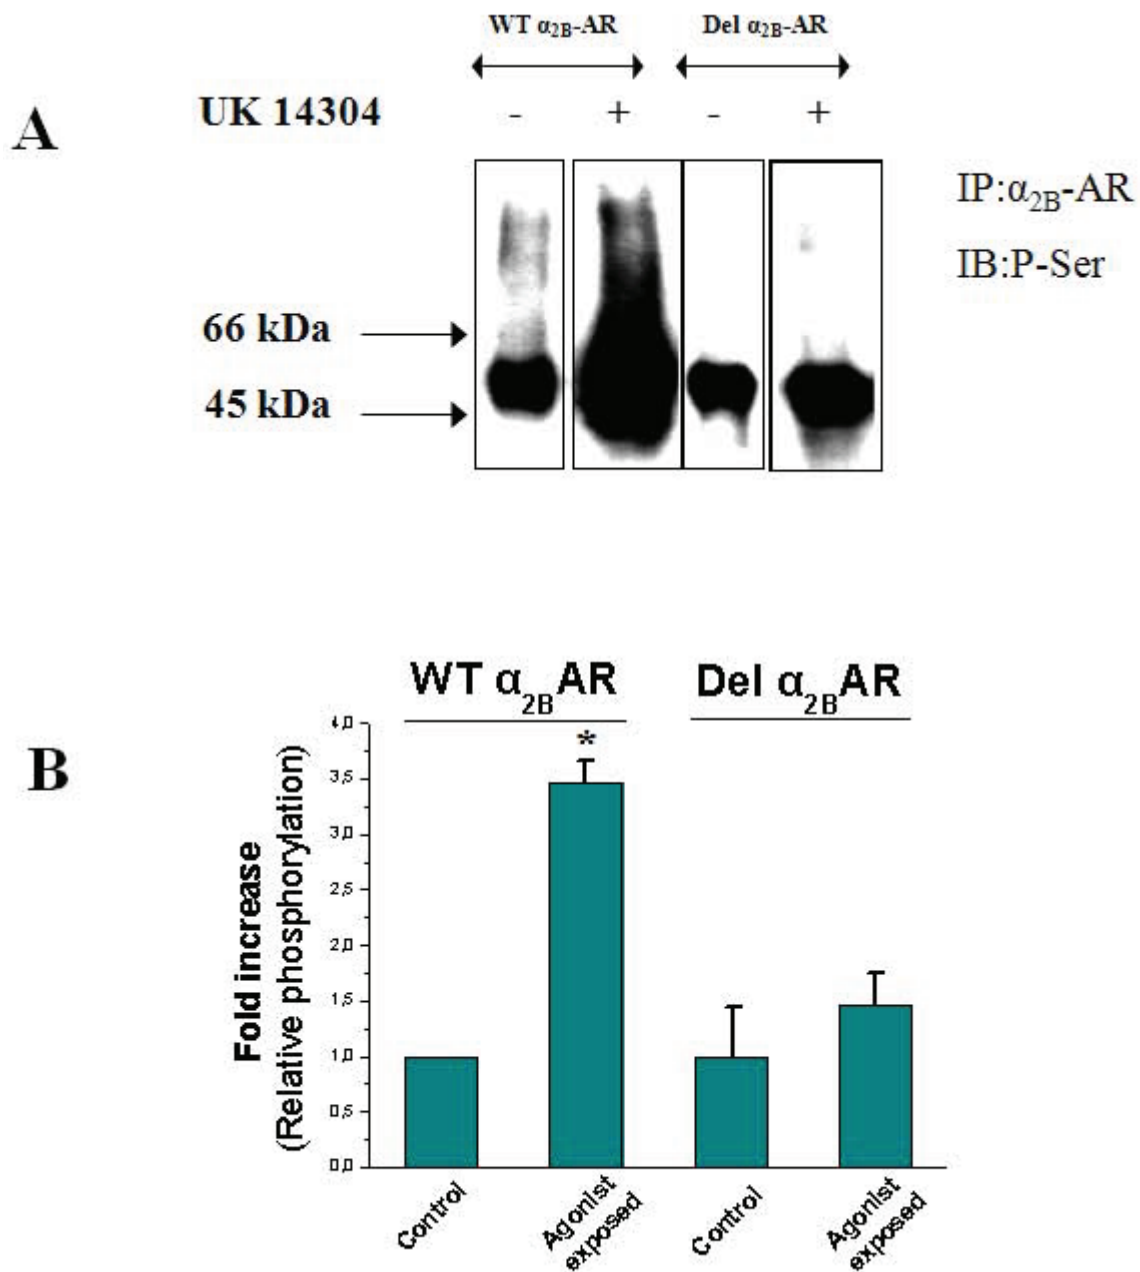 WT α2B-AR Del α2B-AR
A
UK 14304 - + - +
IP:α2B-AR
IB:P-Ser
66 kDa
45 kDa
B
WT α2BAR Del α2BAR
*
Fold increase
(Relative phosphorylation)
4,0
3,5
3,0
2,5
2,0
1,5
1,0
0,5
0,0
Control
Agonist
exposed
Control
Agonist
exposed